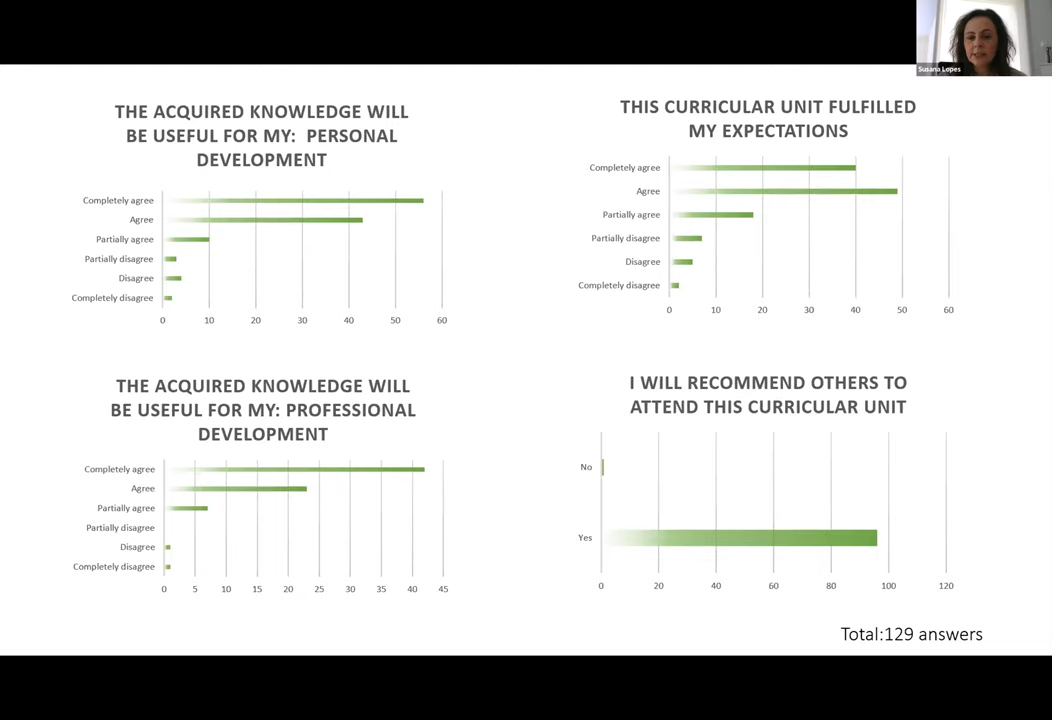 Susana Lopes
THE ACQUIRED KNOWLEDGE WILL
BE USEFUL FOR MY: PERSONAL
DEVELOPMENT
Completely agree
Agree
Partially agree
Partially disagree
Disagree
Completely disagree
0 10 20 30 40 50 60
THIS CURRICULAR UNIT FULFILLED
MY EXPECTATIONS
Completely agree
Agree
Partially agree
Partially disagree
Disagree
Completely disagree
0 10 20 30 40 50 60
THE ACQUIRED KNOWLEDGE WILL
BE USEFUL FOR MY: PROFESSIONAL
DEVELOPMENT
Completely agree
Agree
Partially agree
Partially disagree
Disagree
Completely disagree
0 5 10 15 20 25 30 35 40 45
I WILL RECOMMEND OTHERS TO
ATTEND THIS CURRICULAR UNIT
No
Yes
0 20 40 60 80 100 120
Total:129 answers